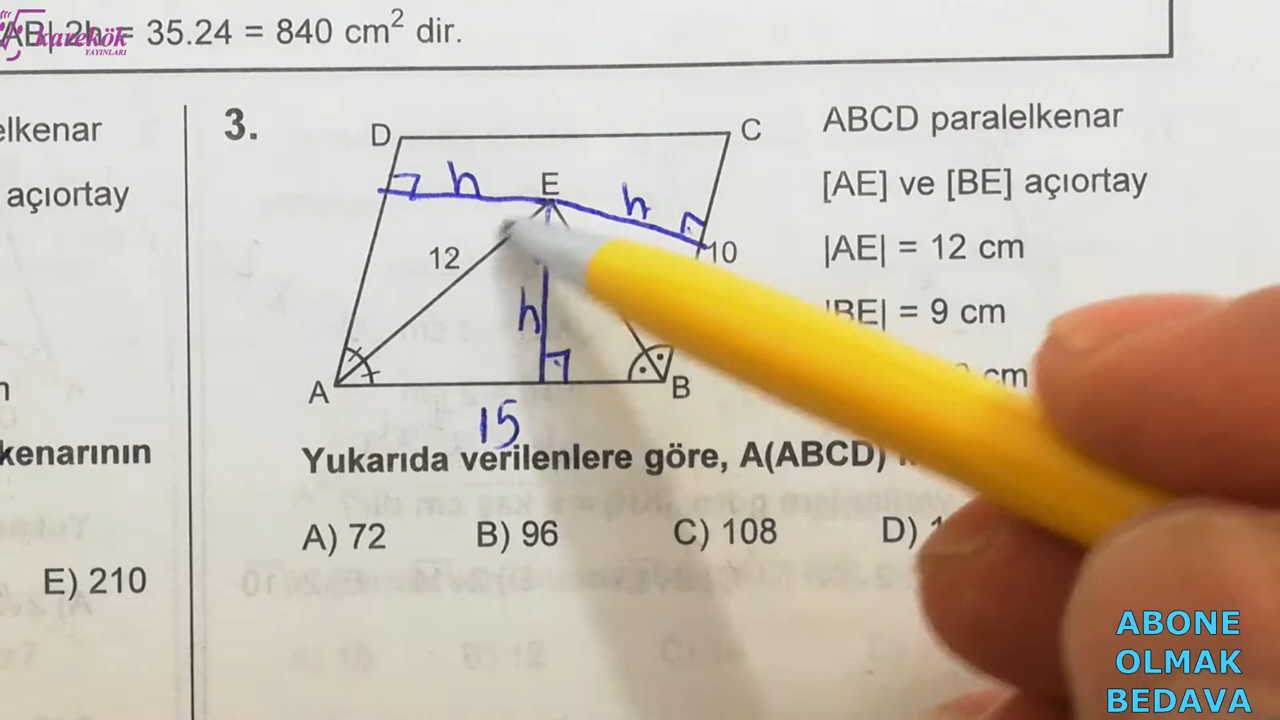 AB| 2h = 35.24 = 840 cm² dir.
karekök
YAYINLARI
elkenar
açıortay
kenarının
E) 210
3.
D
C
h
E
h
12
10
h
A
B
15
ABCD paralelkenar
[AE] ve [BE] açıortay
|AE| = 12 cm
|BE| = 9 cm
cm
Yukarıda verilenlere göre, A(ABCD)
A) 72 B) 96 C) 108 D)
ABONE
OLMAK
BEDAVA